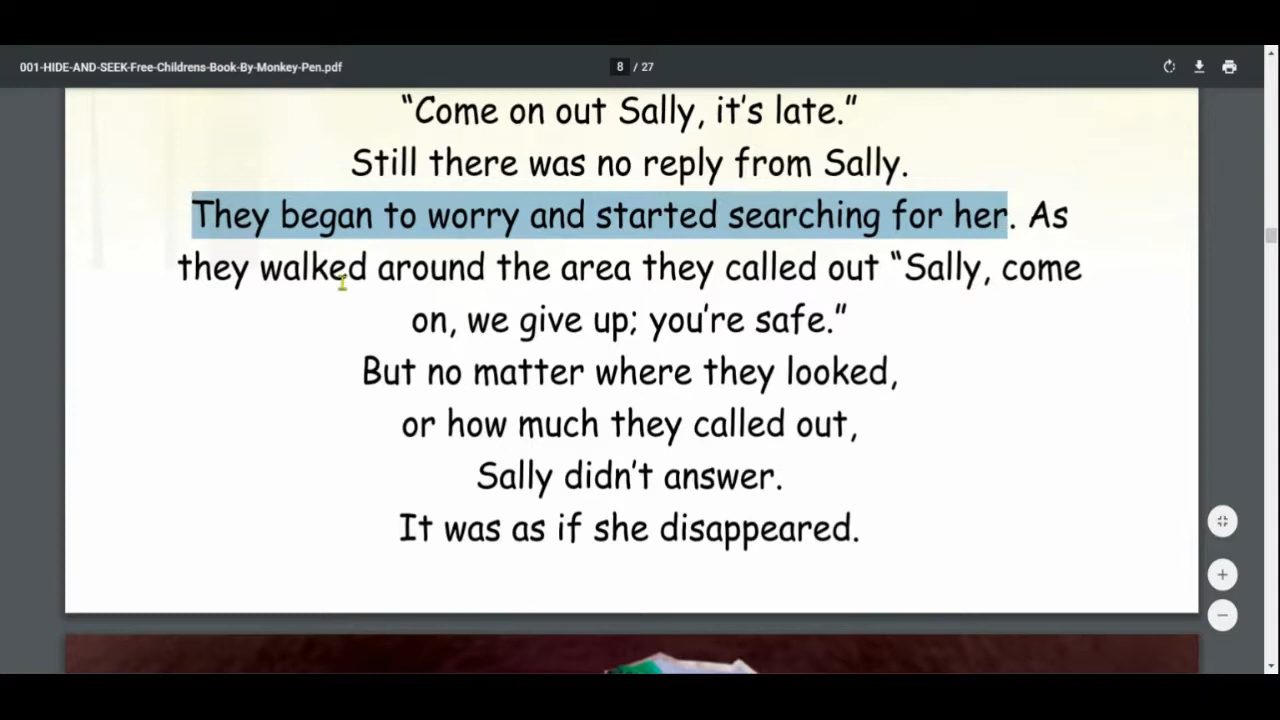 001-HIDE-AND-SEEK-Free-Childrens-Book-By-Monkey-Pen.pdf
8 / 27
“Come on out Sally, it’s late.”
Still there was no reply from Sally.
They began to worry and started searching for her. As
they walked around the area they called out “Sally, come
on, we give up; you’re safe.”
But no matter where they looked,
or how much they called out,
Sally didn’t answer.
It was as if she disappeared.